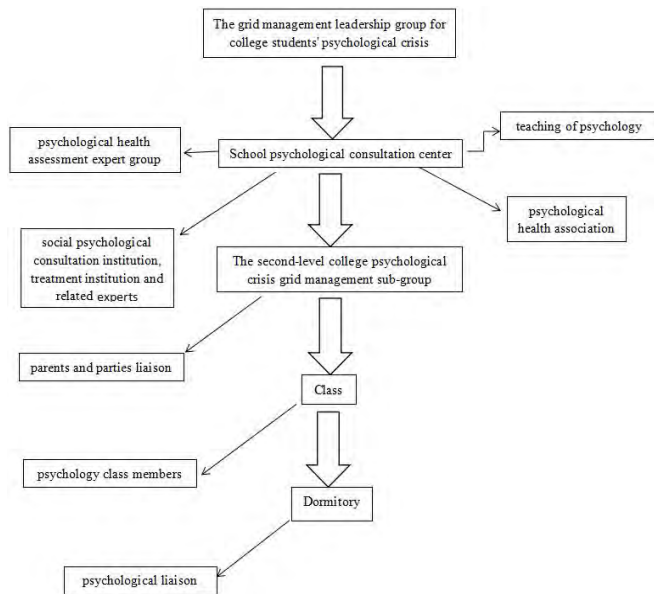 The grid management leadership group for
college students' psychological crisis
teaching of psychology
psychological health
assessment expert group
School psychological consultation center
psychological
health association
social psychological
consultation institution,
treatment institution and
related experts
The second-level college psychological
crisis grid management sub-group
parents and parties liaison
Class
psychology class members
Dormitory
psychological liaison